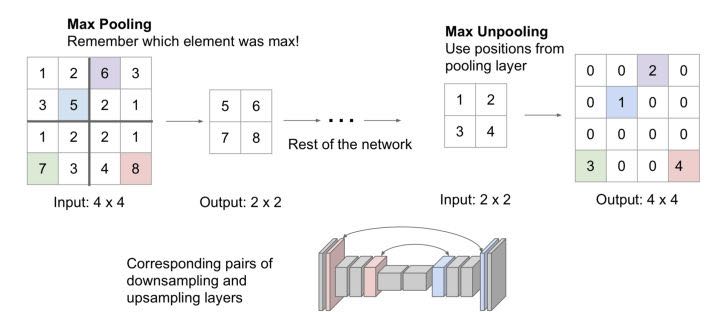 Max Pooling
Remember which element was max!
1 2 6 3
3 5 2 1
1 2 2 1
7 3 4 8
Input: 4 x 4
5 6
7 8
Output: 2 x 2
...
Rest of the network
Max Unpooling
Use positions from
pooling layer
1 2
3 4
Input: 2 x 2
0 0 2 0
0 1 0 0
0 0 0 0
3 0 0 4
Output: 4 x 4
Corresponding pairs of
downsampling and
upsampling layers